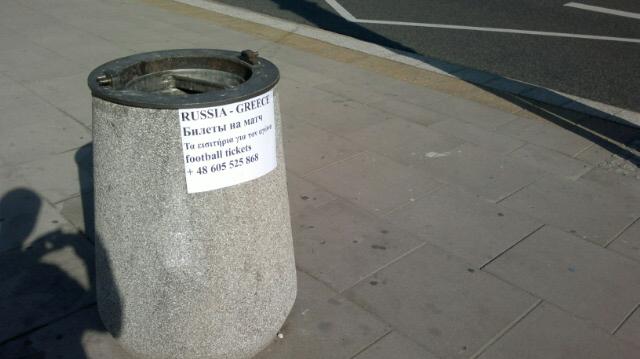 RUSSIA - GREECE
Билеты на матч
Τα εισιτήρια για τον αγώνα
football tickets
+ 48 605 525 868